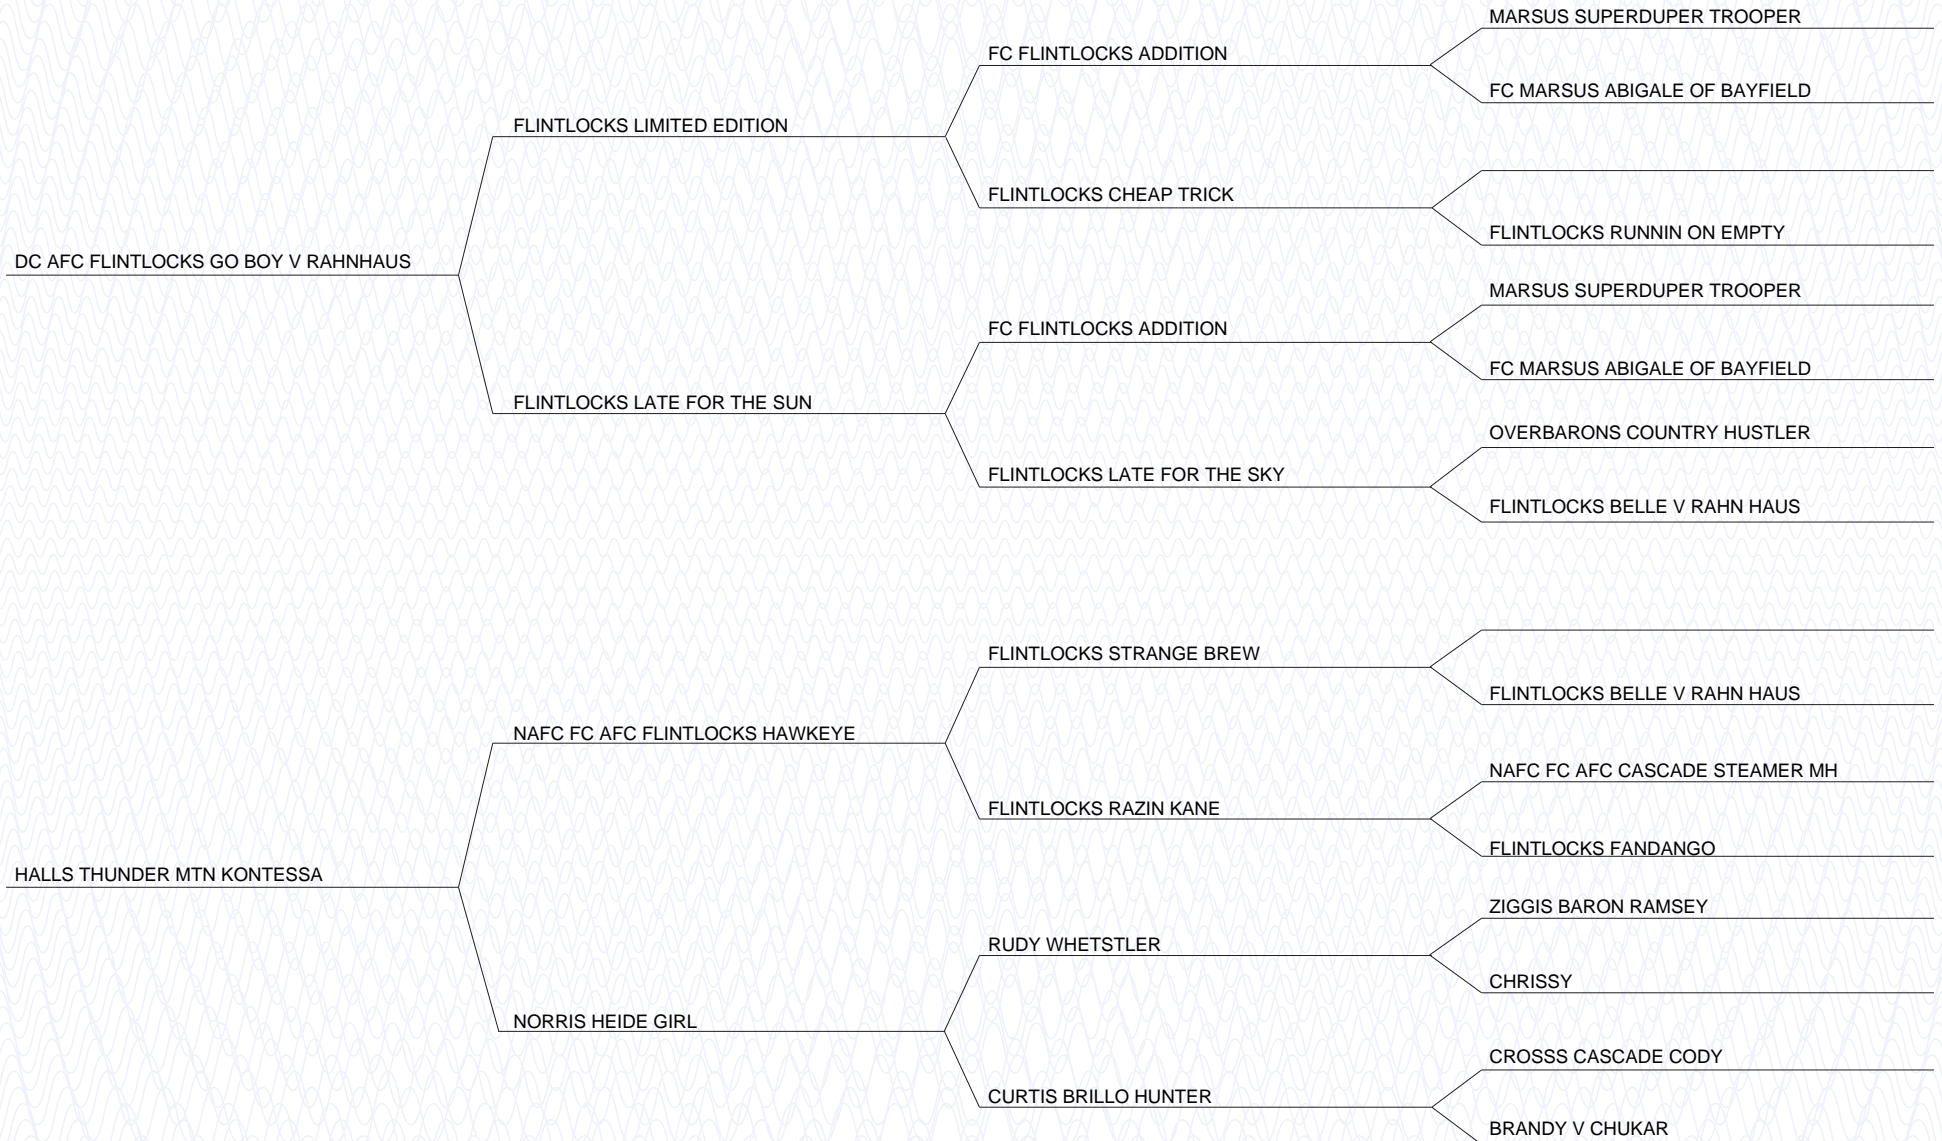 MARSUS SUPERDUPER TROOPER
FC FLINTLOCKS ADDITION
FC MARSUS ABIGALE OF BAYFIELD
FLINTLOCKS LIMITED EDITION
FLINTLOCKS CHEAP TRICK
FLINTLOCKS RUNNIN ON EMPTY
DC AFC FLINTLOCKS GO BOY V RAHNHAUS
MARSUS SUPERDUPER TROOPER
FC FLINTLOCKS ADDITION
FC MARSUS ABIGALE OF BAYFIELD
FLINTLOCKS LATE FOR THE SUN
OVERBARONS COUNTRY HUSTLER
FLINTLOCKS LATE FOR THE SKY
FLINTLOCKS BELLE V RAHN HAUS
FLINTLOCKS STRANGE BREW
FLINTLOCKS BELLE V RAHN HAUS
NAFC FC AFC FLINTLOCKS HAWKEYE
NAFC FC AFC CASCADE STEAMER MH
FLINTLOCKS RAZIN KANE
FLINTLOCKS FANDANGO
HALLS THUNDER MTN KONTESSA
ZIGGIS BARON RAMSEY
RUDY WHETSTLER
CHRISSY
NORRIS HEIDE GIRL
CROSSS CASCADE CODY
CURTIS BRILLO HUNTER
BRANDY V CHUKAR